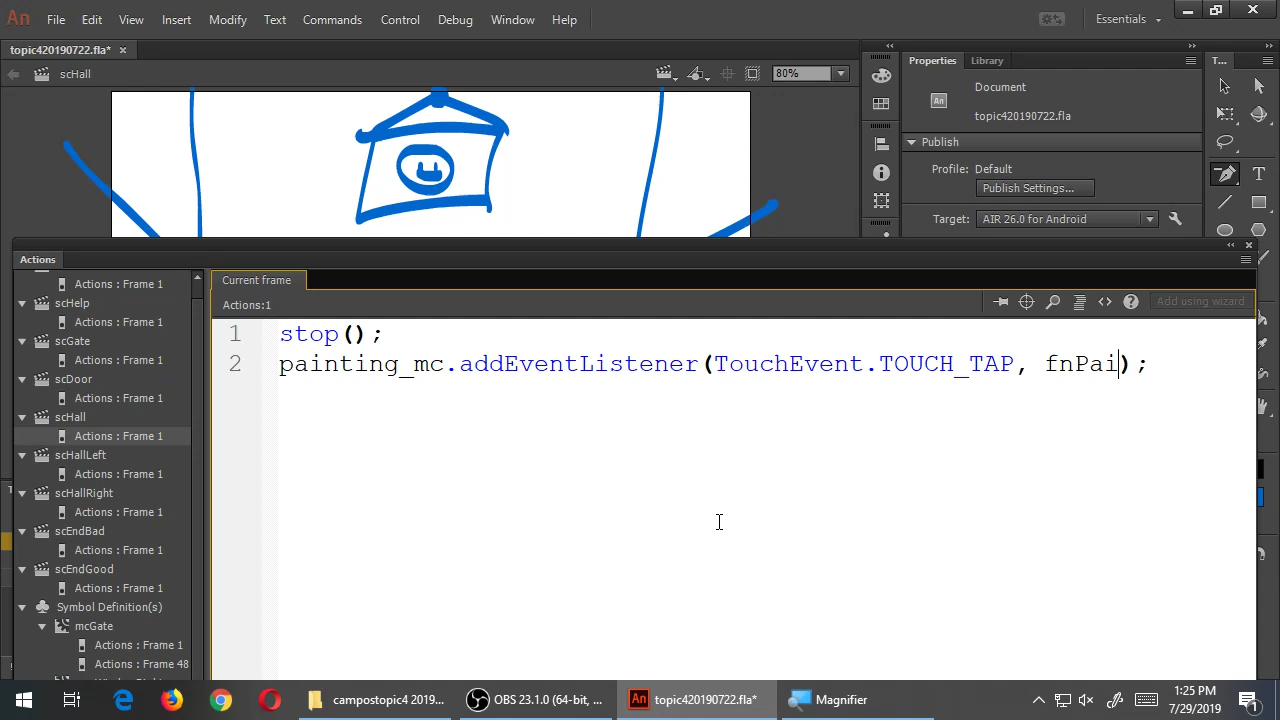 An File Edit View Insert Modify Text Commands Control Debug Window Help Essentials
topic420190722.fla*
scHall 80%
Properties Library T...
Document
An topic420190722.fla
Publish
Profile: Default
Publish Settings...
Target: AIR 26.0 for Android
Actions
Actions : Frame 1
scHelp
Actions : Frame 1
scGate
Actions : Frame 1
scDoor
Actions : Frame 1
scHall
Actions : Frame 1
scHallLeft
Actions : Frame 1
scHallRight
Actions : Frame 1
scEndBad
Actions : Frame 1
scEndGood
Actions : Frame 1
Symbol Definition(s)
mcGate
Actions : Frame 1
Actions : Frame 48
Current frame
Actions:1 Add using wizard
1 stop();
2 painting_mc.addEventListener(TouchEvent.TOUCH_TAP, fnPai);
campostopic4 2019... OBS 23.1.0 (64-bit, ... An topic420190722.fla* Magnifier
1:25 PM
7/29/2019
1